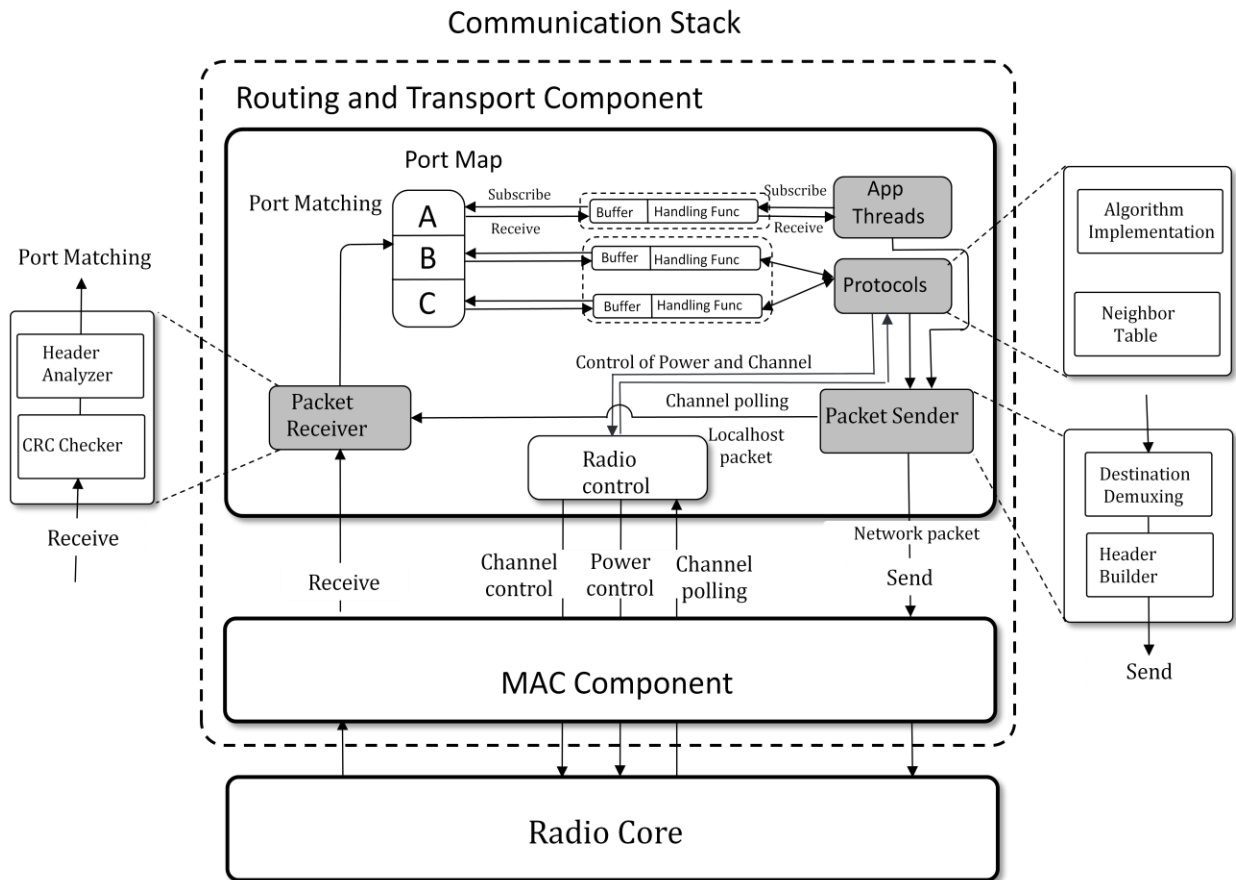 Communication Stack
Routing and Transport Component
Port Map
Port Matching
A
B
C
Subscribe
Receive
Buffer
Handling Func
Subscribe
Receive
App
Threads
Buffer
Handling Func
Buffer
Handling Func
Protocols
Algorithm
Implementation
Neighbor
Table
Port Matching
Header
Analyzer
CRC Checker
Receive
Packet
Receiver
Control of Power and Channel
Channel polling
Localhost
packet
Radio
control
Packet Sender
Destination
Demuxing
Header
Builder
Send
Receive
Channel
control
Power
control
Channel
polling
Network packet
Send
MAC Component
Radio Core